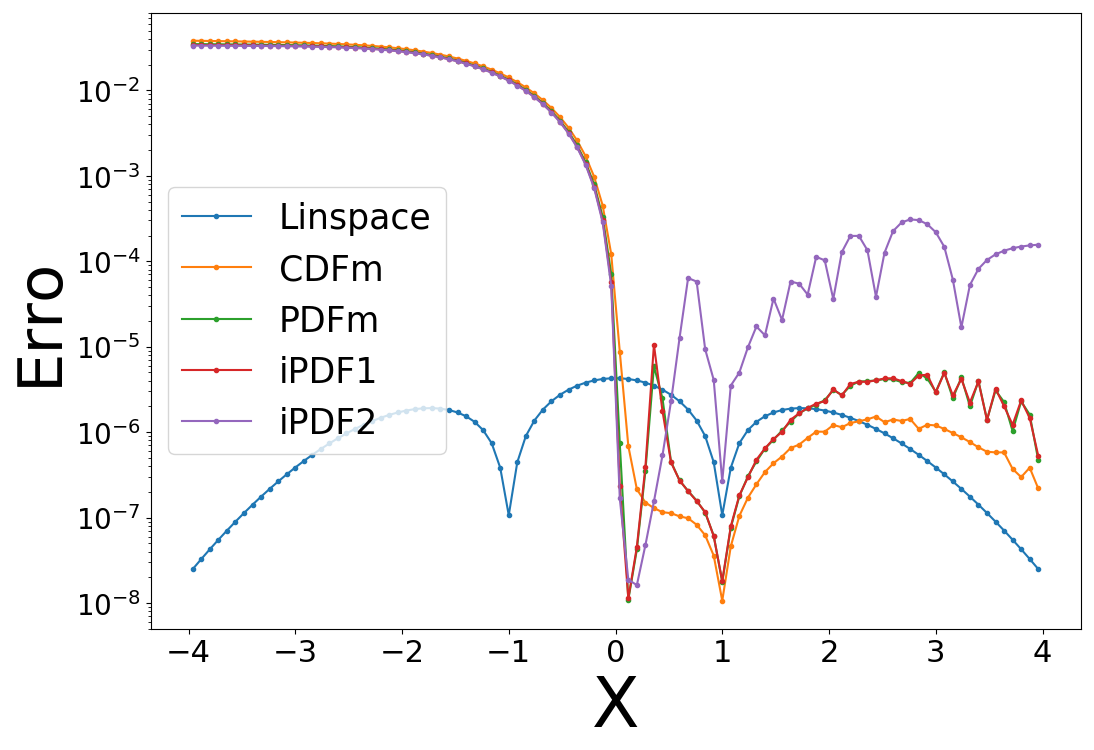 10⁻²
10⁻³
10⁻⁴
10⁻⁵
10⁻⁶
10⁻⁷
10⁻⁸
Erro
Linspace
CDFm
PDFm
iPDF1
iPDF2
−4 −3 −2 −1 0 1 2 3 4
X